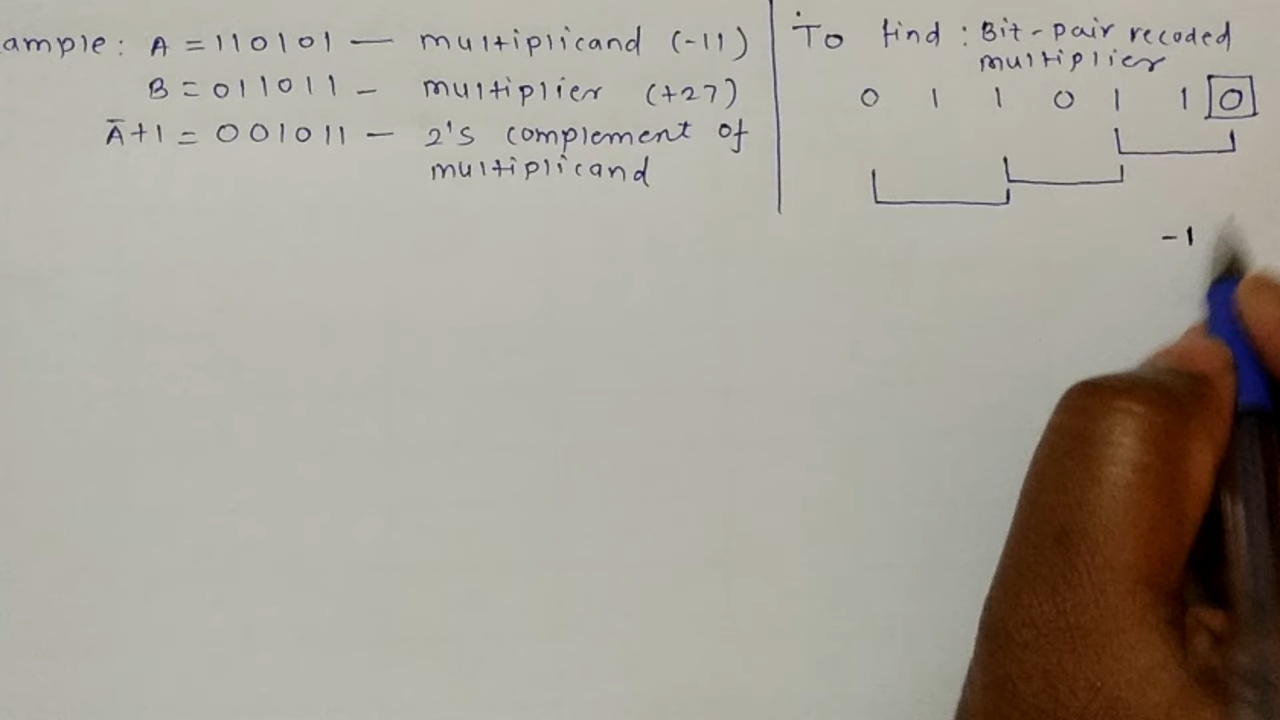 ample: A = 110101 — multiplicand (-11)
B = 011011 - multiplier (+27)
Ā+1 = 001011 — 2's complement of
multiplicand
To find: Bit-pair recoded
multiplier
0 1 1 0 1 1 0
-1